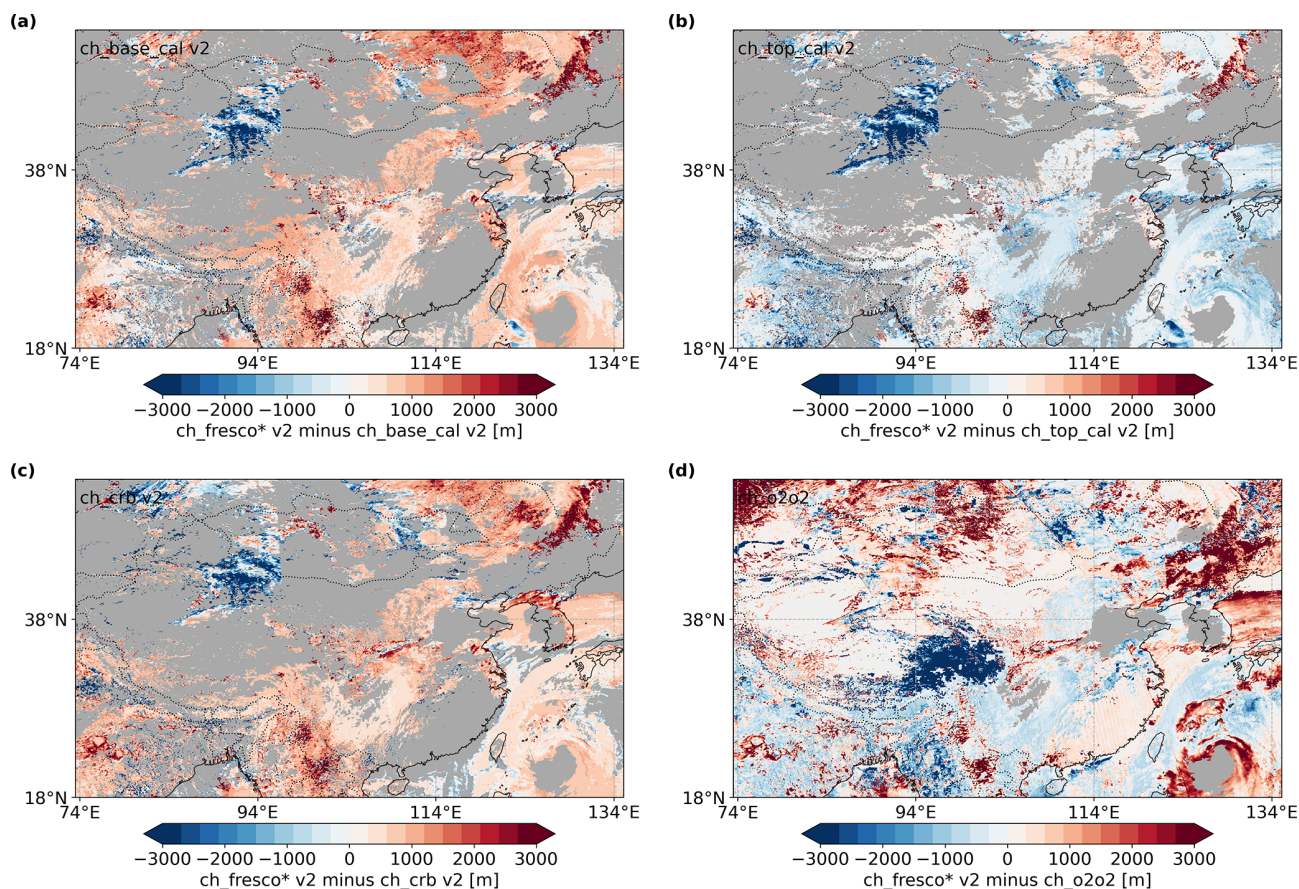 (a)
ch_base_cal v2
38°N
18°N
74°E 94°E 114°E 134°E
−3000 −2000 −1000 0 1000 2000 3000
ch_fresco* v2 minus ch_base_cal v2 [m]
(b)
ch_top_cal v2
38°N
18°N
74°E 94°E 114°E 134°E
−3000 −2000 −1000 0 1000 2000 3000
ch_fresco* v2 minus ch_top_cal v2 [m]
(c)
ch_crb v2
38°N
18°N
74°E 94°E 114°E 134°E
−3000 −2000 −1000 0 1000 2000 3000
ch_fresco* v2 minus ch_crb v2 [m]
(d)
ch_o2o2
38°N
18°N
74°E 94°E 114°E 134°E
−3000 −2000 −1000 0 1000 2000 3000
ch_fresco* v2 minus ch_o2o2 [m]